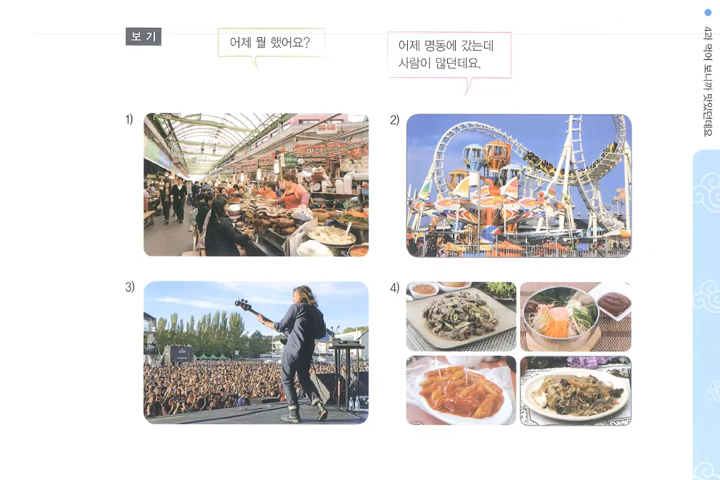 보 기
어제 뭘 했어요?
어제 명동에 갔는데
사람이 많던데요.
1)
2)
3)
4)
4과 먹어 보니까 맛있던데요